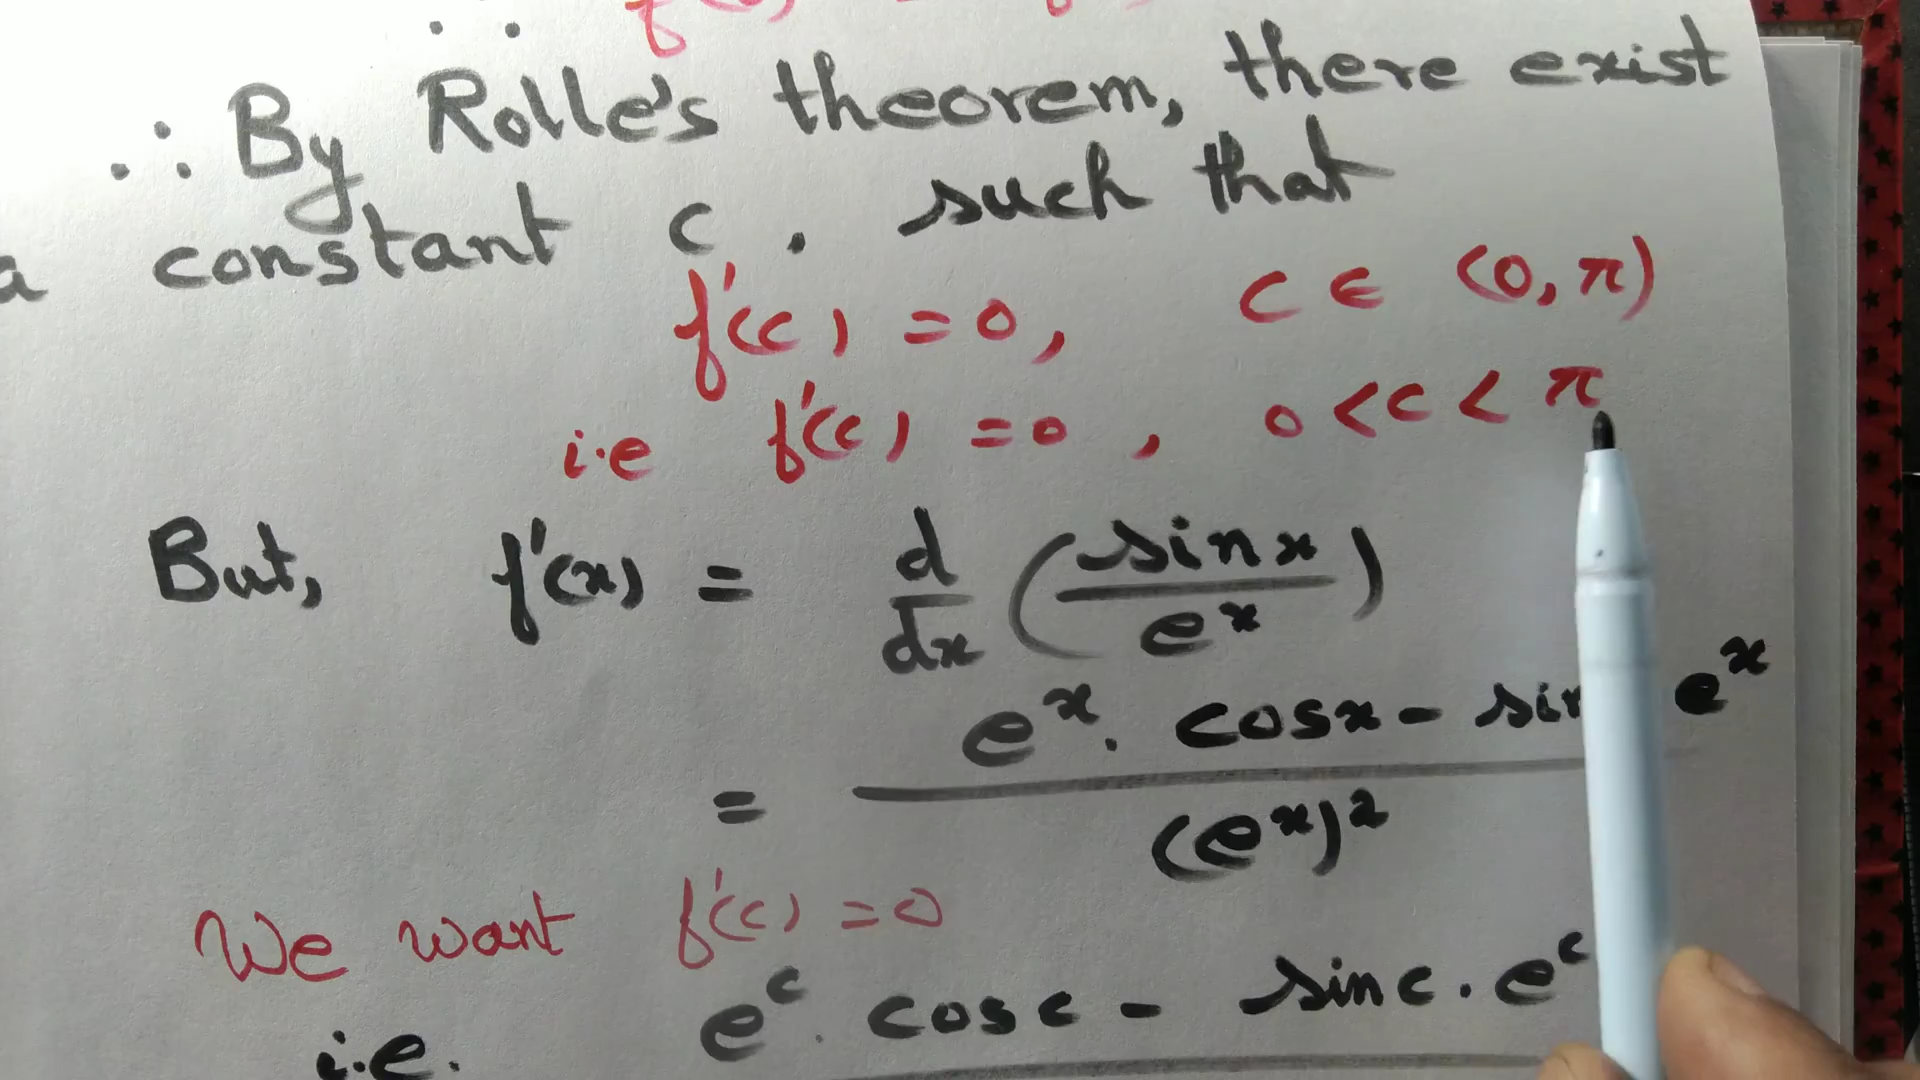 ∴ By Rolle's theorem, there exist
a constant c . such that
f'(c) = 0, c ∈ (0, π)
i.e f'(c) = 0, 0 < c < π
But, f'(x) = d/dx (sinx/e^x)
= e^x. cosx - sin e^x
(e^x)^2
We want f'(c) = 0
i.e. e^c. cosc - sinc. e^c